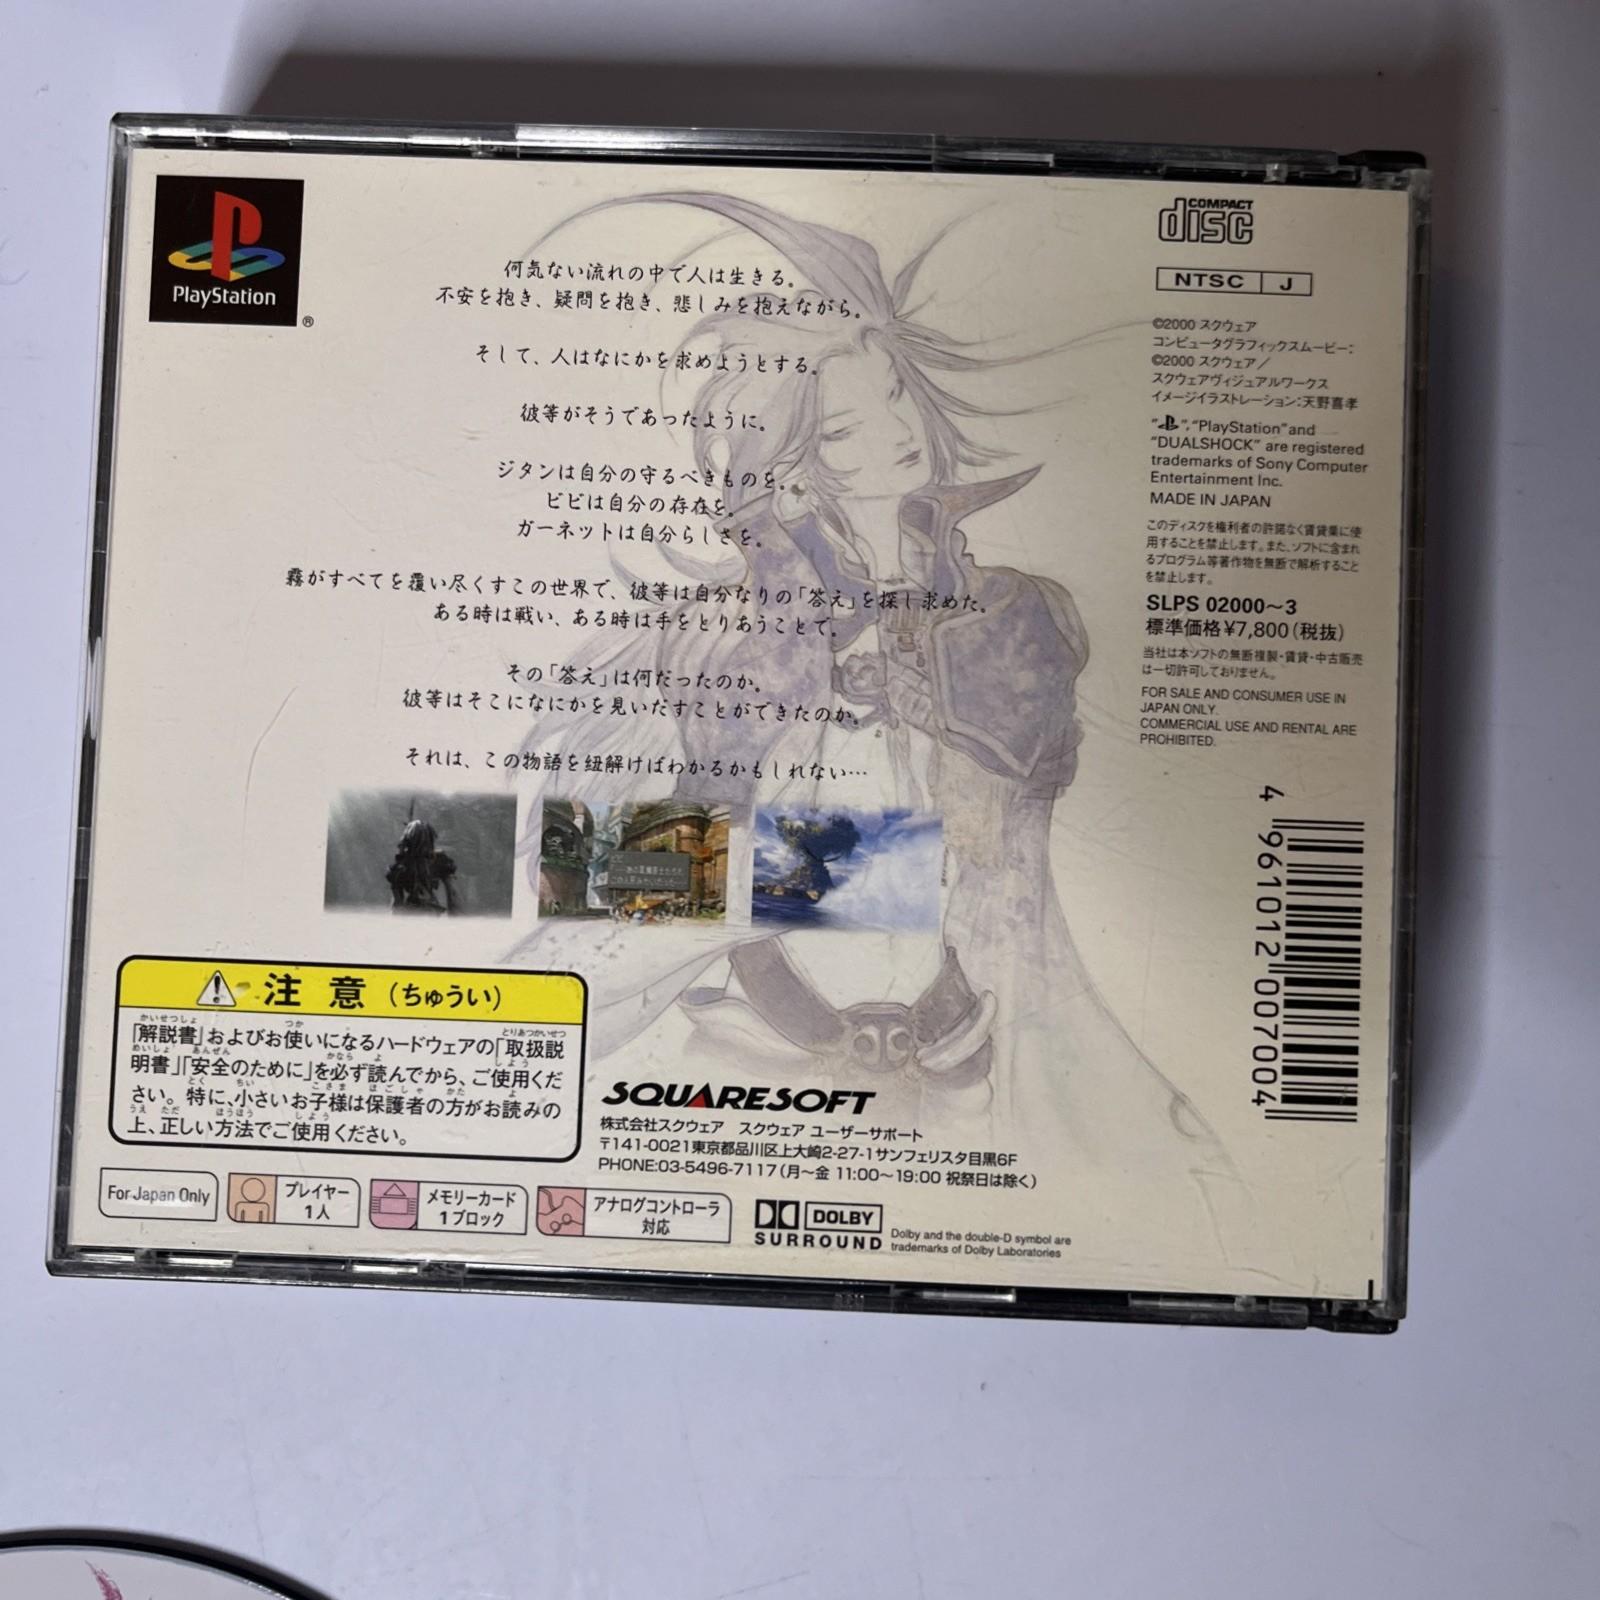 PlayStation
®
何気ない流れの中で人は生きる。
不安を抱き、疑問を抱き、悲しみを抱えながら。
そして、人はなにかを求めようとする。
彼等がそうであったように。
ジタンは自分の守るべきものを。
ビビは自分の存在を。
ガーネットは自分らしさを。
霧がすべてを覆い尽くすこの世界で、彼等は自分なりの「答え」を探し求めた。
ある時は戦い、ある時は手をとりあうことで。
その「答え」は何だったのか。
彼等はそこになにかを見いだすことができたのか。
それは、この物語を紐解けばわかるかもしれない…
COMPACT
disc
NTSC J
©2000 スクウェア
コンピュータグラフィックスムービー：
©2000 スクウェア／
スクウェアヴィジュアルワークス
イメージイラストレーション：天野喜孝
" ", "PlayStation" and
"DUALSHOCK" are registered
trademarks of Sony Computer
Entertainment Inc.
MADE IN JAPAN
このディスクを権利者の許諾なく賃貸業に使
用することを禁止します。また、ソフトに含まれ
るプログラム等著作物を無断で解析すること
を禁止します。
SLPS 02000～3
標準価格￥7,800（税抜）
当社は本ソフトの無断複製・賃貸・中古販売
は一切許可しておりません。
FOR SALE AND CONSUMER USE IN
JAPAN ONLY.
COMMERCIAL USE AND RENTAL ARE
PROHIBITED.
4 961012 007004
注意（ちゅうい）
「解説書」およびお使いになるハードウェアの「取扱説
明書」「安全のために」を必ず読んでから、ご使用くだ
さい。特に、小さいお子様は保護者の方がお読みの
上、正しい方法でご使用ください。
SQUARESOFT
株式会社スクウェア スクウェア ユーザーサポート
〒141-0021東京都品川区上大崎2-27-1サンフェリスタ目黒6F
PHONE:03-5496-7117（月～金 11:00～19:00 祝祭日は除く）
For Japan Only
プレイヤー
1人
メモリーカード
1ブロック
アナログコントローラ
対応
DOLBY
SURROUND
Dolby and the double-D symbol are
trademarks of Dolby Laboratories